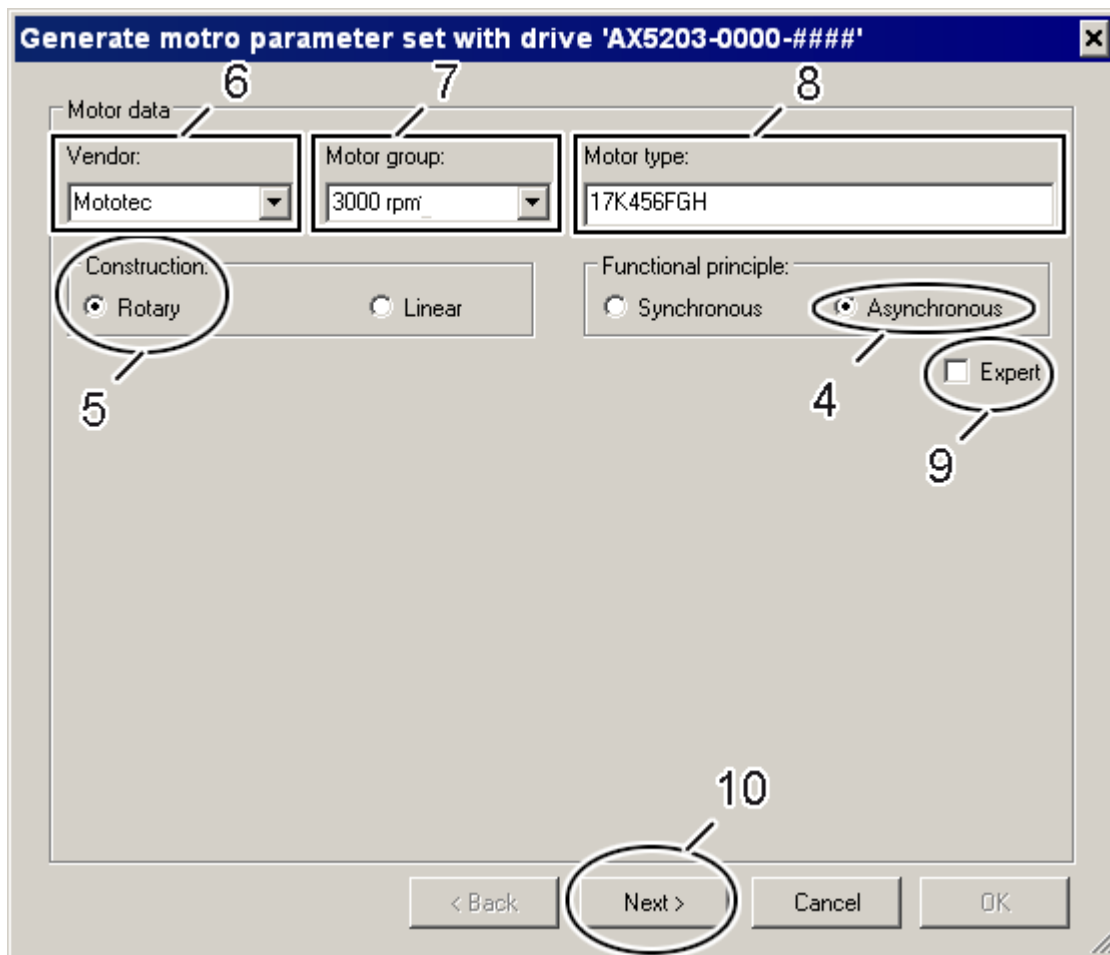 Generate motro parameter set with drive 'AX5203-0000-####'
6 7 8
Motor data
Vendor: Motor group: Motor type:
Mototec 3000 rpm 17K456FGH
Construction: Functional principle:
Rotary Linear Synchronous Asynchronous
Expert
5 4 9
10
< Back Next > Cancel OK